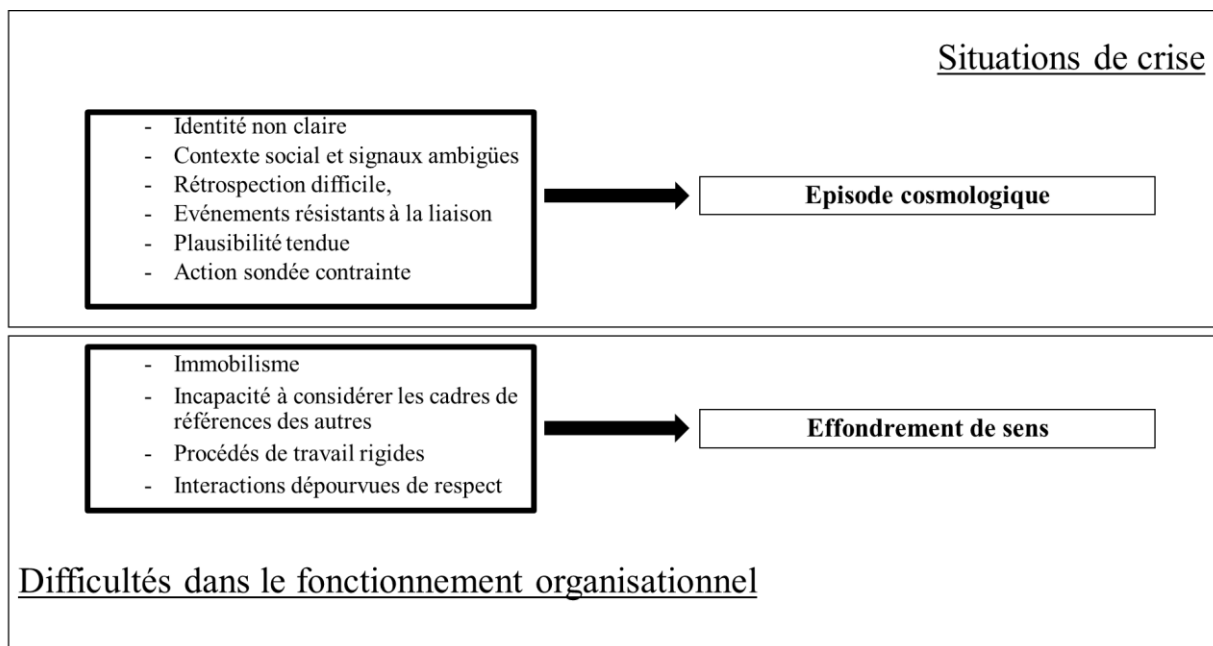 Situations de crise
- Identité non claire
- Contexte social et signaux ambigües
- Rétrospection difficile,
- Evénements résistants à la liaison
- Plausibilité tendue
- Action sondée contrainte
Episode cosmologique
- Immobilisme
- Incapacité à considérer les cadres de
références des autres
- Procédés de travail rigides
- Interactions dépourvues de respect
Effondrement de sens
Difficultés dans le fonctionnement organisationnel